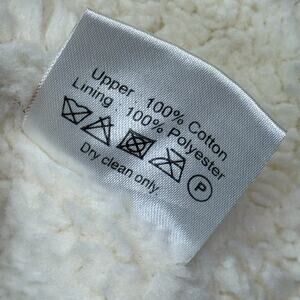 Upper 100% Cotton
Lining 100% Polyester
P
Dry clean only